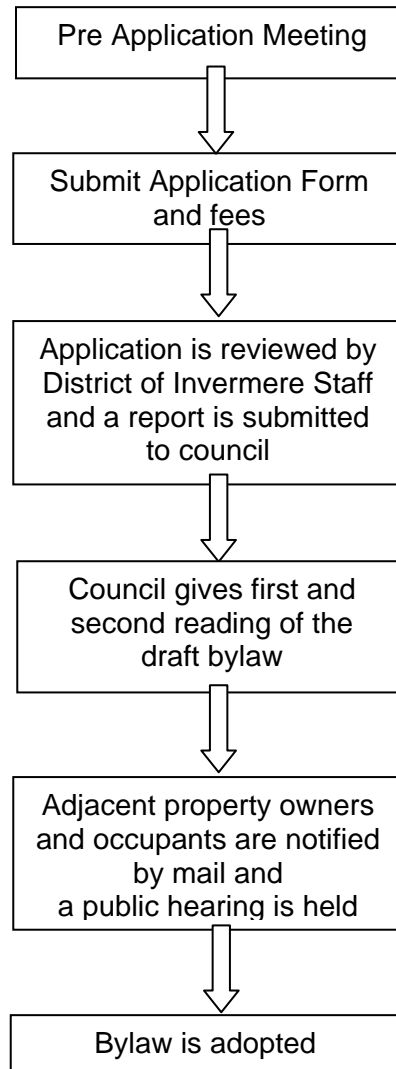 Pre Application Meeting
Submit Application Form
and fees
Application is reviewed by
District of Invermere Staff
and a report is submitted
to council
Council gives first and
second reading of the
draft bylaw
Adjacent property owners
and occupants are notified
by mail and
a public hearing is held
Bylaw is adopted